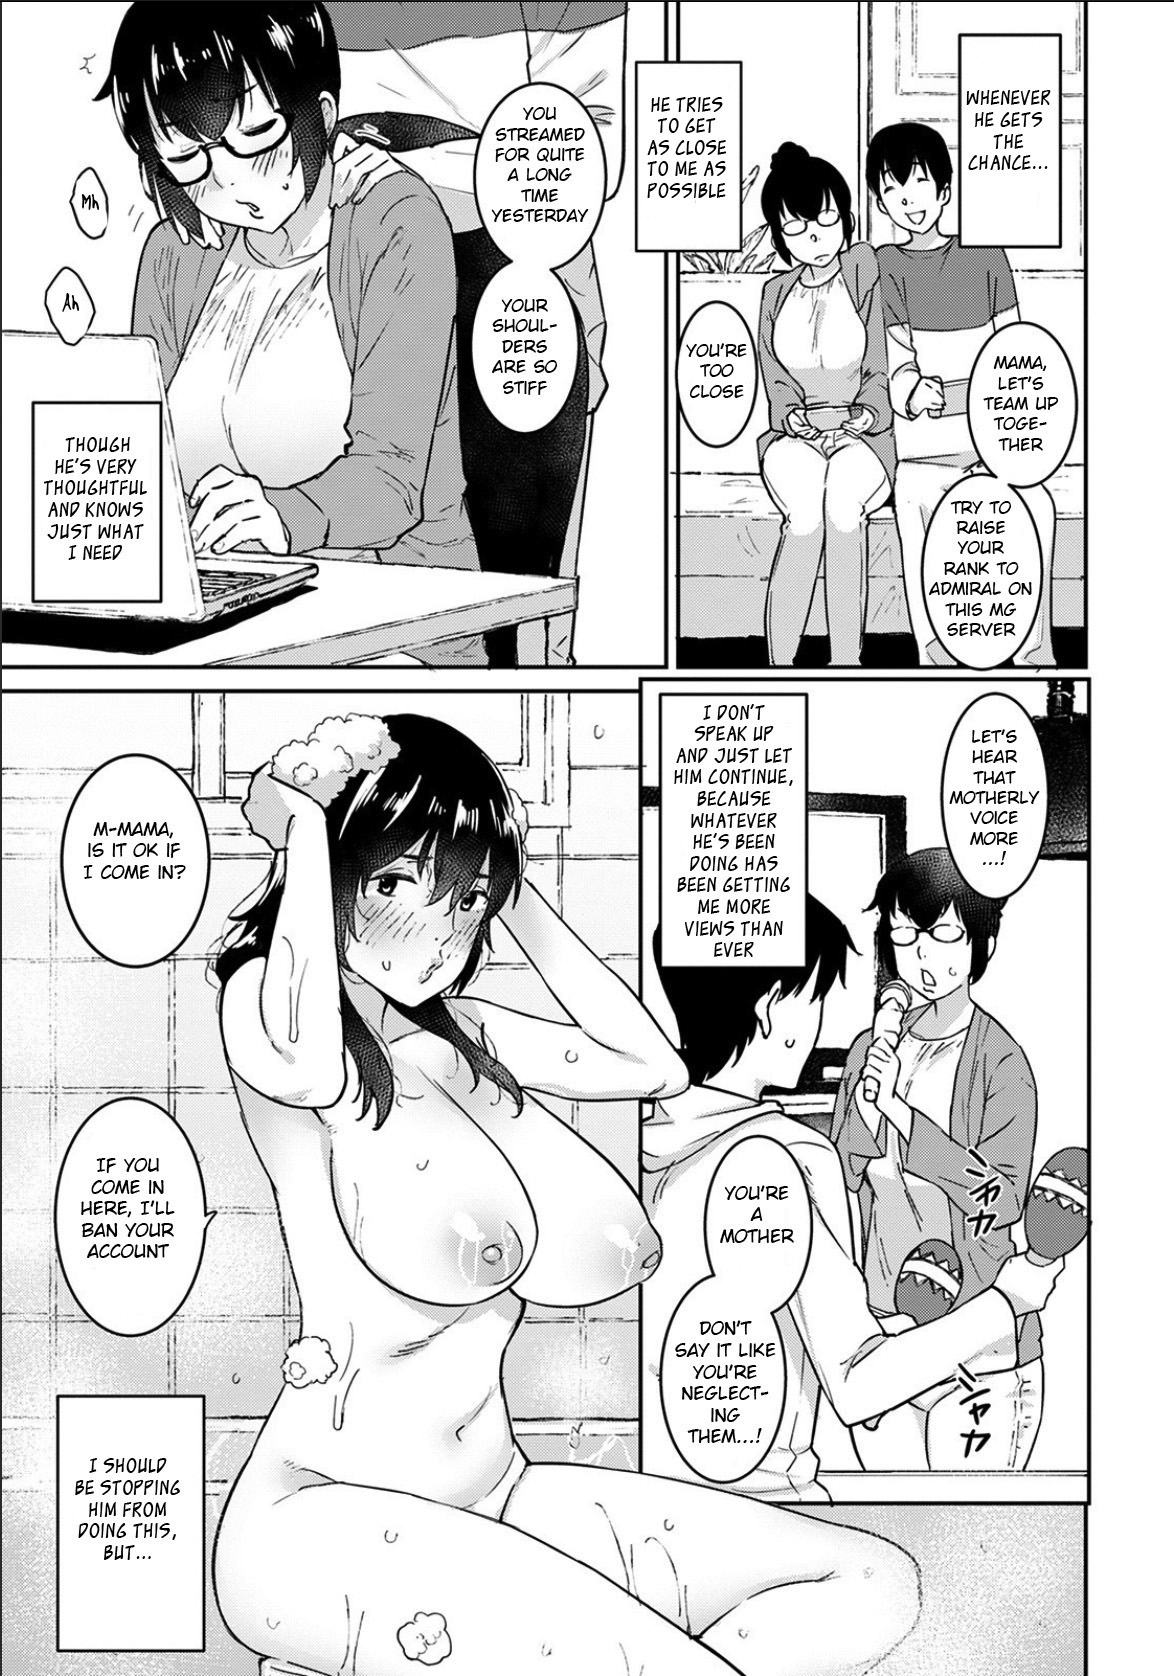 WHENEVER
HE GETS
THE
CHANCE...
HE TRIES
TO GET
AS CLOSE
TO ME AS
POSSIBLE
MAMA,
LET'S
TEAM UP
TOGE-
THER
TRY TO
RAISE
YOUR
RANK TO
ADMIRAL ON
THIS MG
SERVER
YOU'RE
TOO
CLOSE
YOU
STREAMED
FOR QUITE
A LONG
TIME
YESTERDAY
YOUR
SHOUL-
DERS
ARE SO
STIFF
Mh
Ah
THOUGH
HE'S VERY
THOUGHTFUL
AND KNOWS
JUST WHAT
I NEED
LET'S
HEAR
THAT
MOTHERLY
VOICE
MORE
...!
I DON'T
SPEAK UP
AND JUST LET
HIM CONTINUE,
BECAUSE
WHATEVER
HE'S BEEN
DOING HAS
BEEN GETTING
ME MORE
VIEWS THAN
EVER
シャカ
シャカ
YOU'RE
A
MOTHER
DON'T
SAY IT LIKE
YOU'RE
NEGLECT-
ING
THEM...!
M-MAMA,
IS IT OK IF
I COME IN?
IF YOU
COME IN
HERE, I'LL
BAN YOUR
ACCOUNT
I SHOULD
BE STOPPING
HIM FROM
DOING THIS,
BUT...